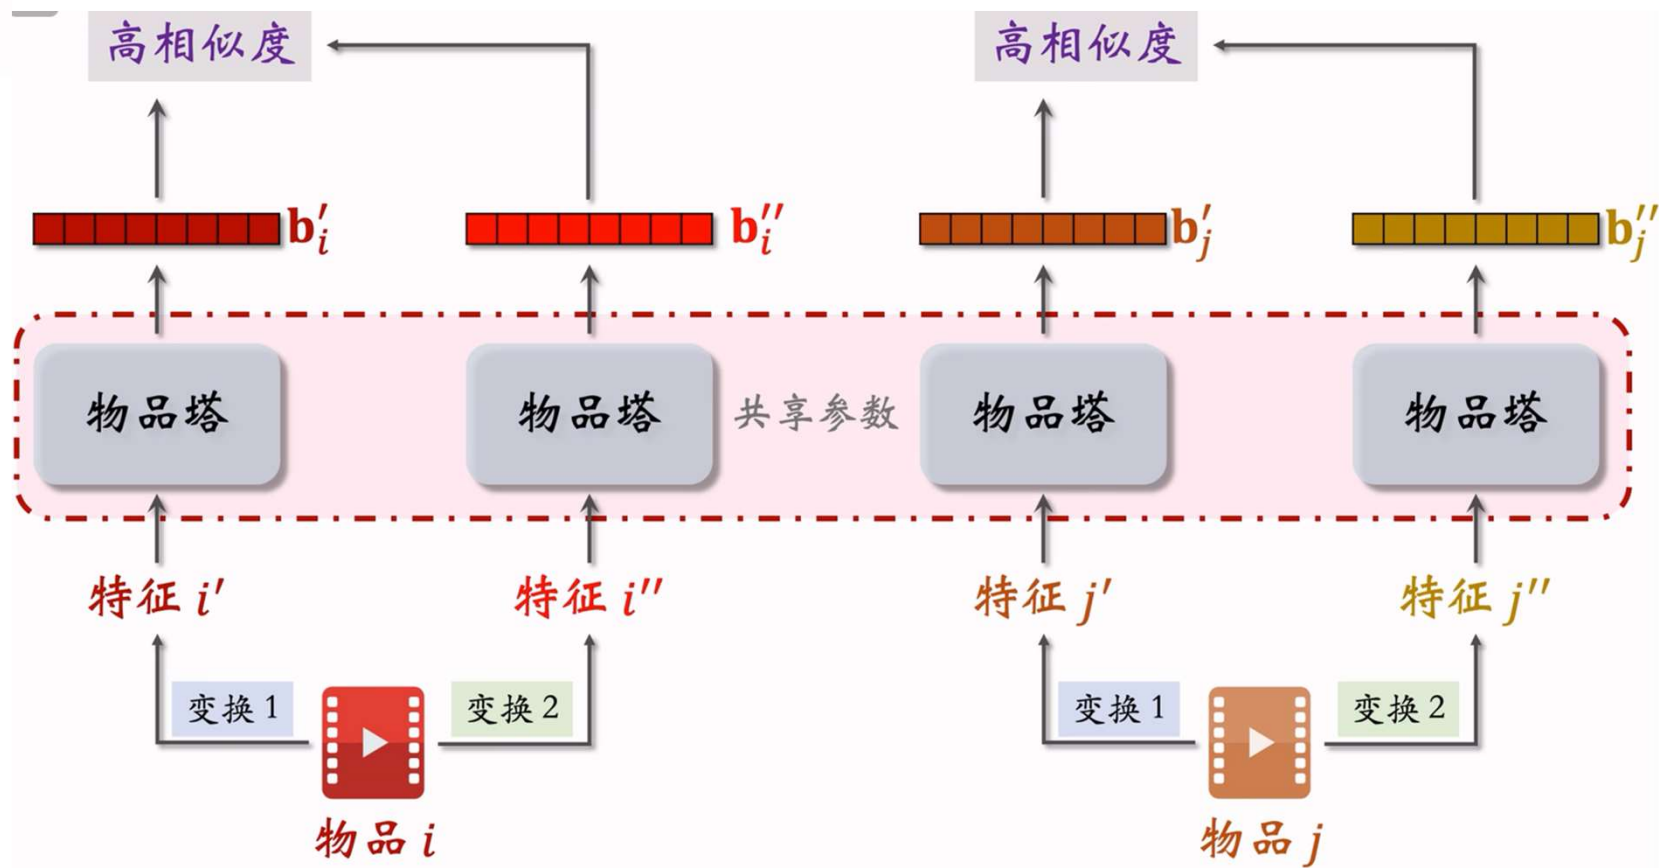 高相似度
高相似度
b′ᵢ
b′′ᵢ
b′ⱼ
b′′ⱼ
物品塔
物品塔
共享参数
物品塔
物品塔
特征 i′
特征 i′′
特征 j′
特征 j′′
变换 1
变换 2
变换 1
变换 2
物品 i
物品 j